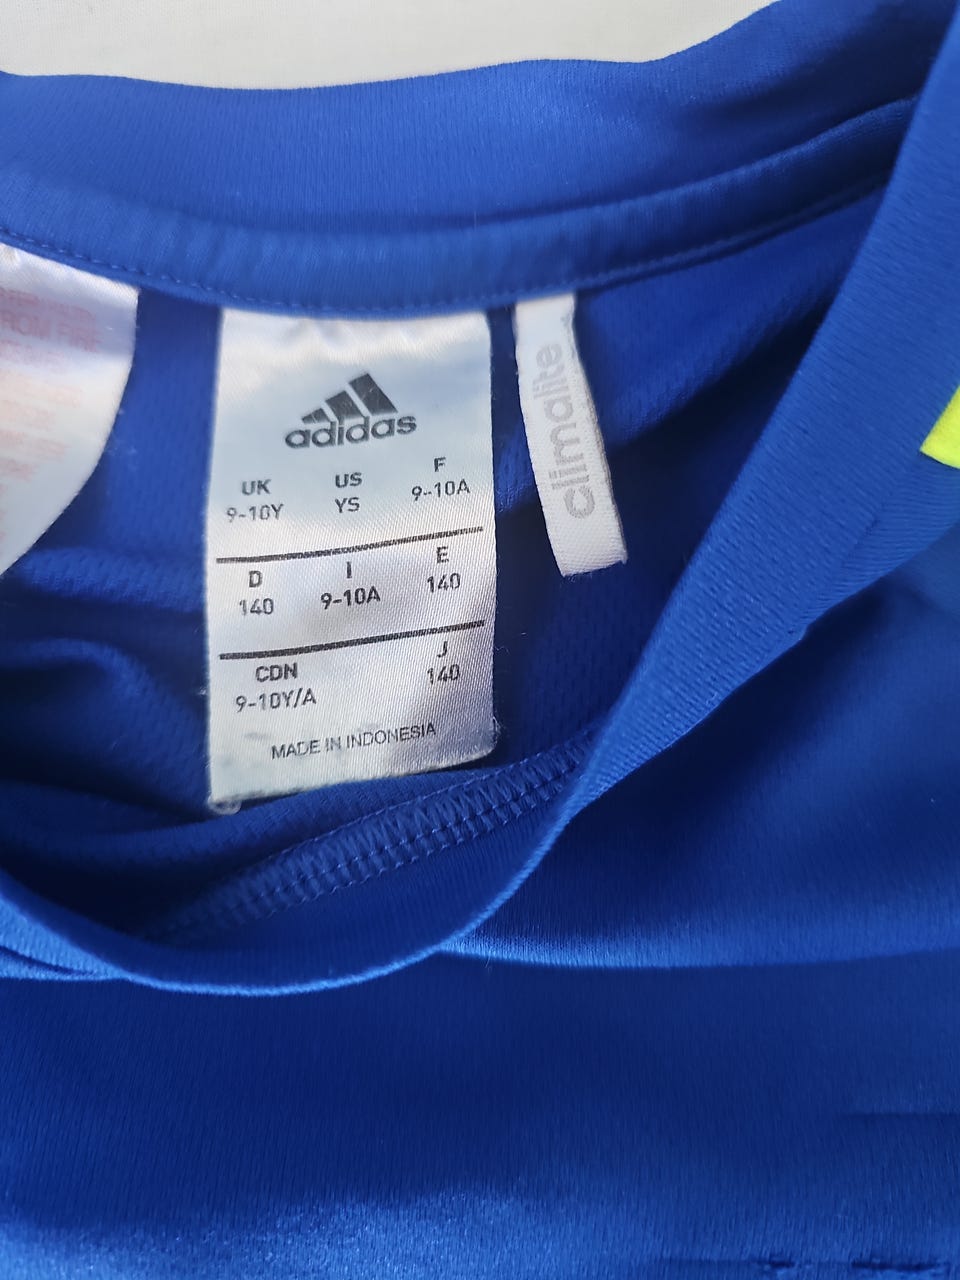 adidas
UK US F
9-10Y YS 9-10A
D I E
140 9-10A 140
CDN J
9-10Y/A 140
MADE IN INDONESIA
climalite